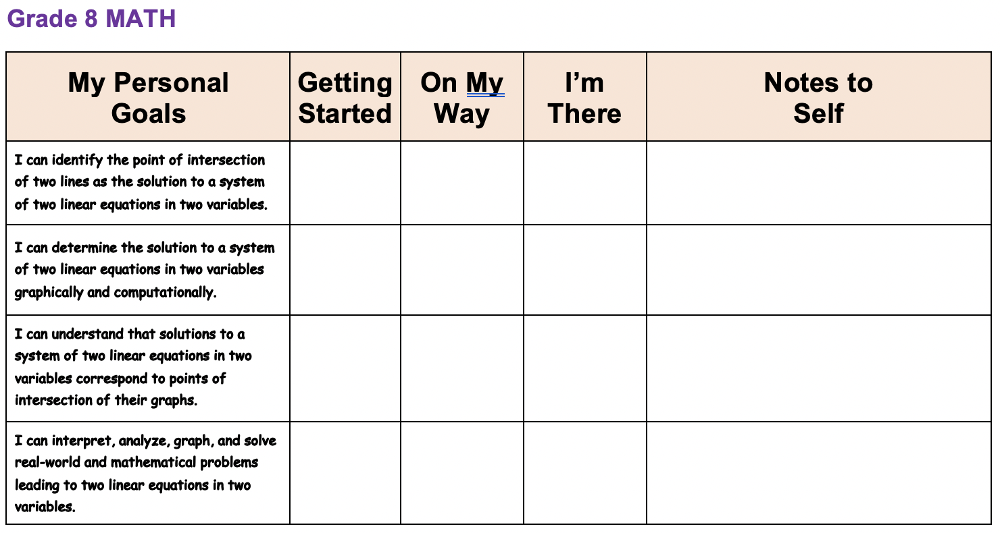 Grade 8 MATH
My Personal
Goals
Getting
Started
On My
Way
I’m
There
Notes to
Self
I can identify the point of intersection
of two lines as the solution to a system
of two linear equations in two variables.
I can determine the solution to a system
of two linear equations in two variables
graphically and computationally.
I can understand that solutions to a
system of two linear equations in two
variables correspond to points of
intersection of their graphs.
I can interpret, analyze, graph, and solve
real-world and mathematical problems
leading to two linear equations in two
variables.